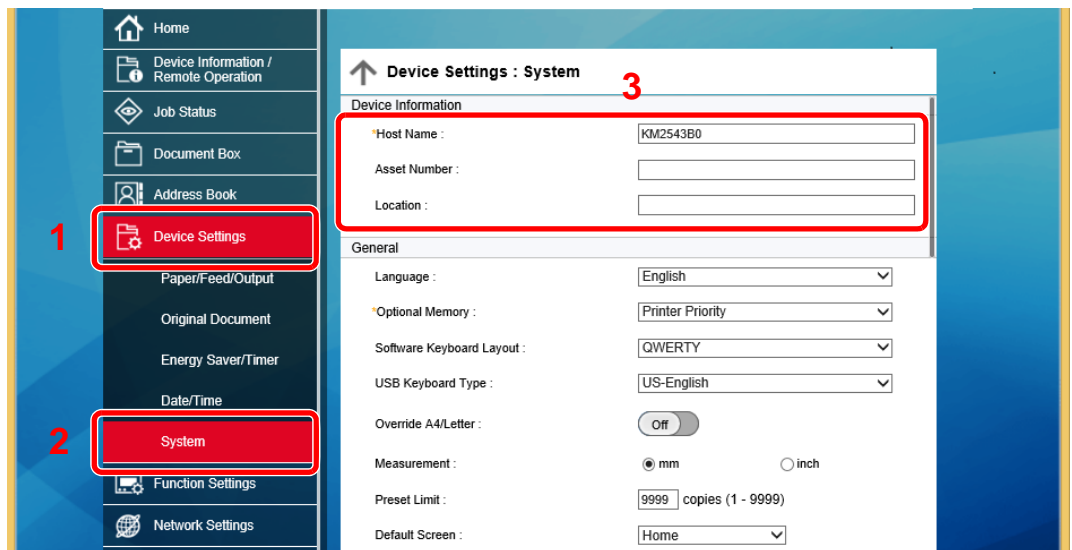 Home
Device Information /
Remote Operation
Job Status
Document Box
Address Book
1
Device Settings
Paper/Feed/Output
Original Document
Energy Saver/Timer
Date/Time
2
System
Function Settings
Network Settings
Device Settings : System
3
Device Information
*Host Name : KM2543B0
Asset Number :
Location :
General
Language : English
*Optional Memory : Printer Priority
Software Keyboard Layout : QWERTY
USB Keyboard Type : US-English
Override A4/Letter : Off
Measurement : mm inch
Preset Limit : 9999 copies (1 - 9999)
Default Screen : Home